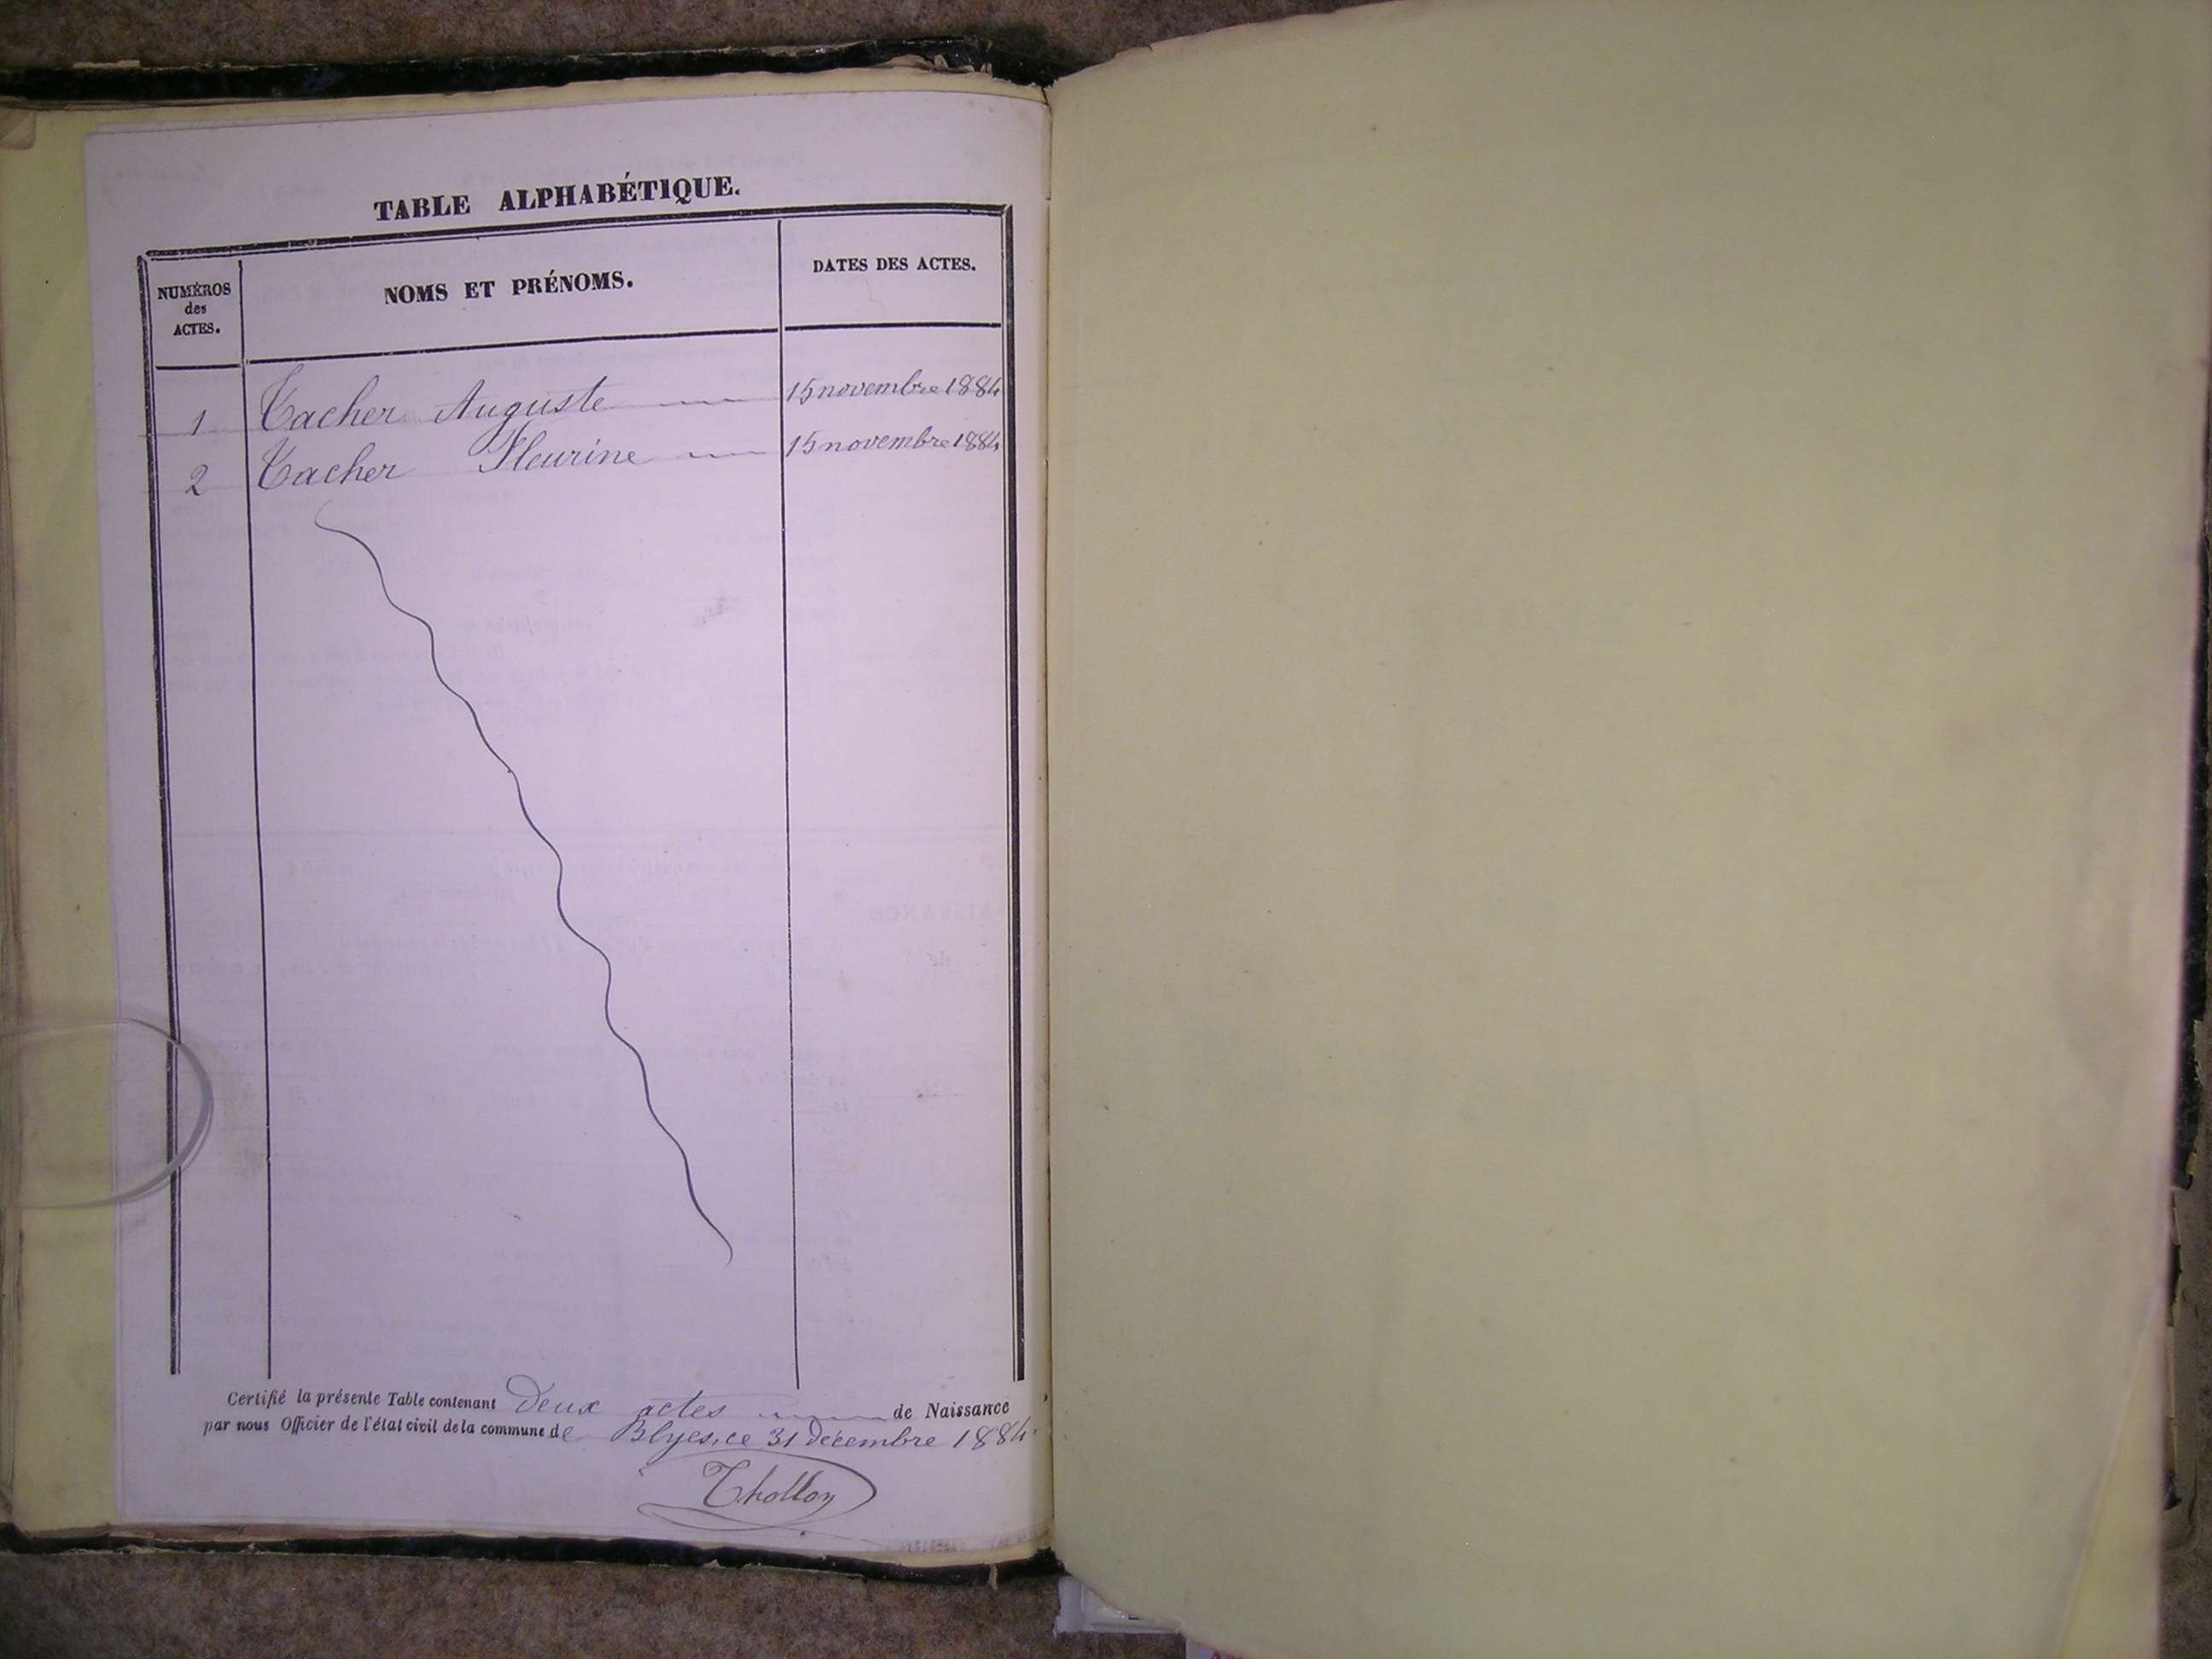 TABLE ALPHABÉTIQUE.
NUMÉROS
des
ACTES.
NOMS ET PRÉNOMS.
DATES DES ACTES.
1 Tacher Auguste 15 novembre 1884
2 Tacher Fleurine 15 novembre 1884
Certifié la présente Table contenant Deux actes de Naissance
par nous Officier de l'état civil de la commune de Blyes, ce 31 Décembre 1884.
Thollon